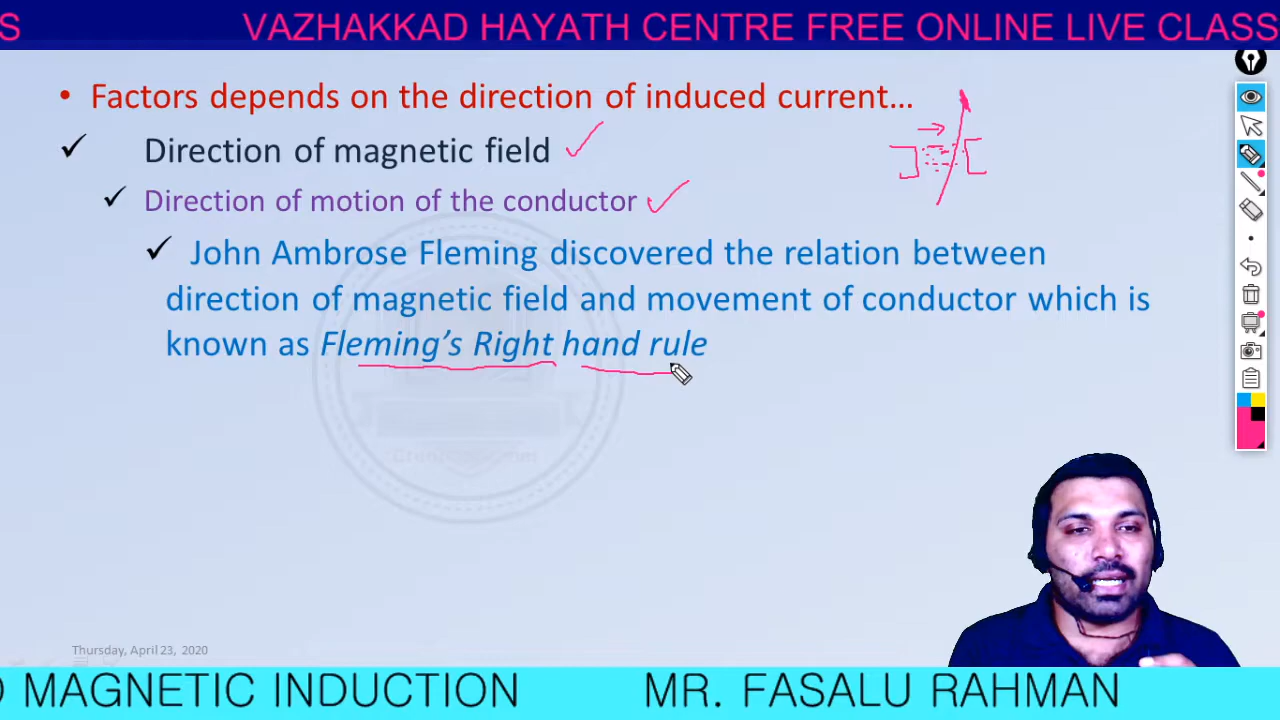 S VAZHAKKAD HAYATH CENTRE FREE ONLINE LIVE CLASS
• Factors depends on the direction of induced current…
✓ Direction of magnetic field
✓ Direction of motion of the conductor
✓ John Ambrose Fleming discovered the relation between
direction of magnetic field and movement of conductor which is
known as Fleming’s Right hand rule
Thursday, April 23, 2020
O MAGNETIC INDUCTION MR. FASALU RAHMAN